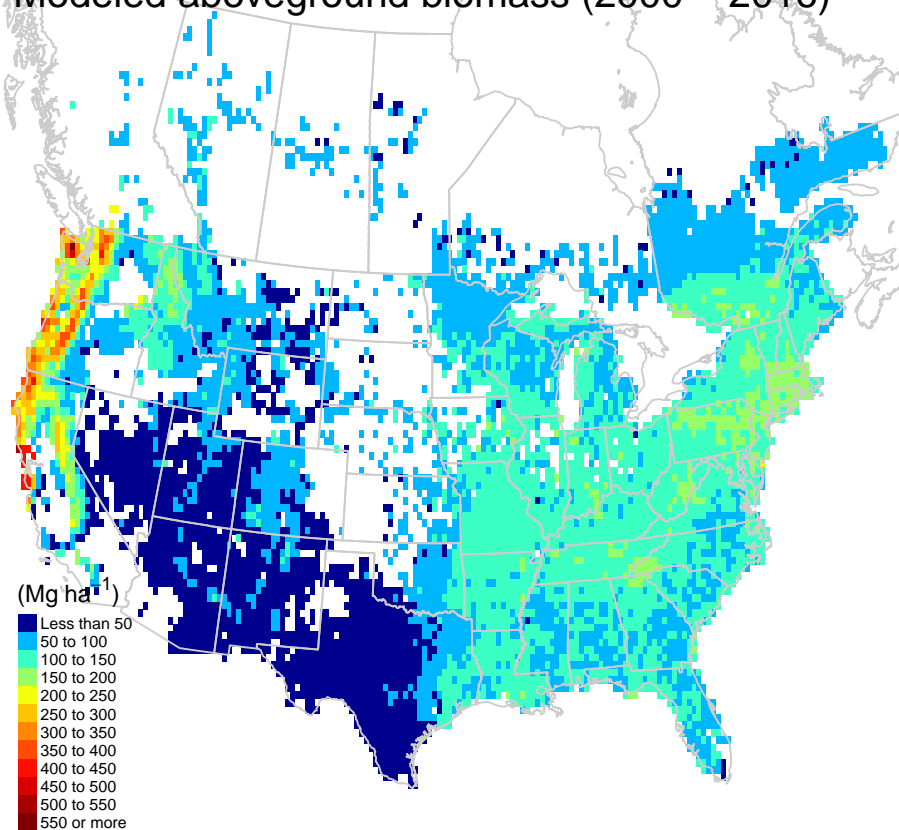 Modeled aboveground biomass (2000
(Mg ha⁻¹)
Less than 50
50 to 100
100 to 150
150 to 200
200 to 250
250 to 300
300 to 350
350 to 400
400 to 450
450 to 500
500 to 550
550 or more